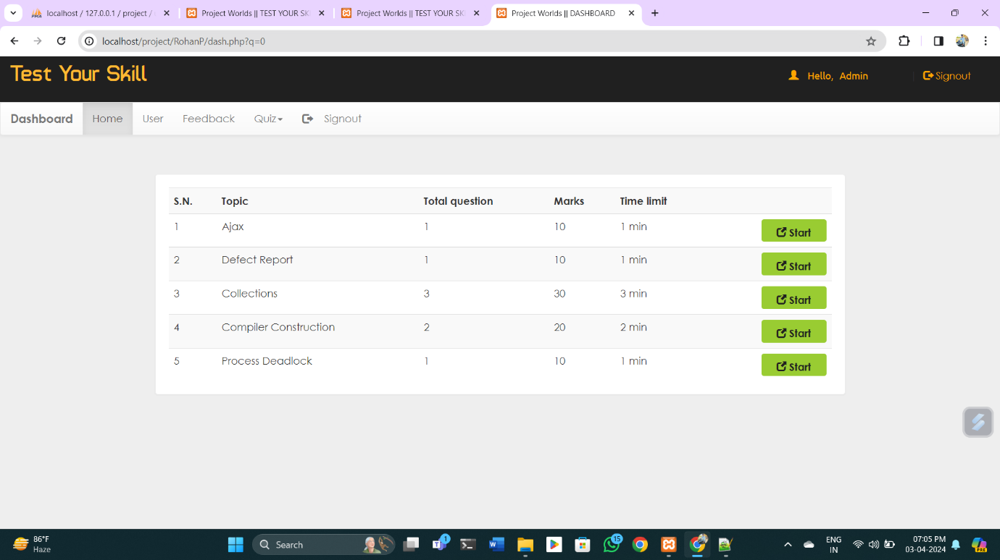 localhost / 127.0.0.1 / project /
Project Worlds || TEST YOUR SK
Project Worlds || TEST YOUR SK
Project Worlds || DASHBOARD
localhost/project/RohanP/dash.php?q=0
Test Your Skill
Hello, Admin
Signout
Dashboard Home User Feedback Quiz Signout
S.N. Topic Total question Marks Time limit
1 Ajax 1 10 1 min Start
2 Defect Report 1 10 1 min Start
3 Collections 3 30 3 min Start
4 Compiler Construction 2 20 2 min Start
5 Process Deadlock 1 10 1 min Start
86°F
Haze
Search
1
15
ENG
IN
07:05 PM
03-04-2024
PRE